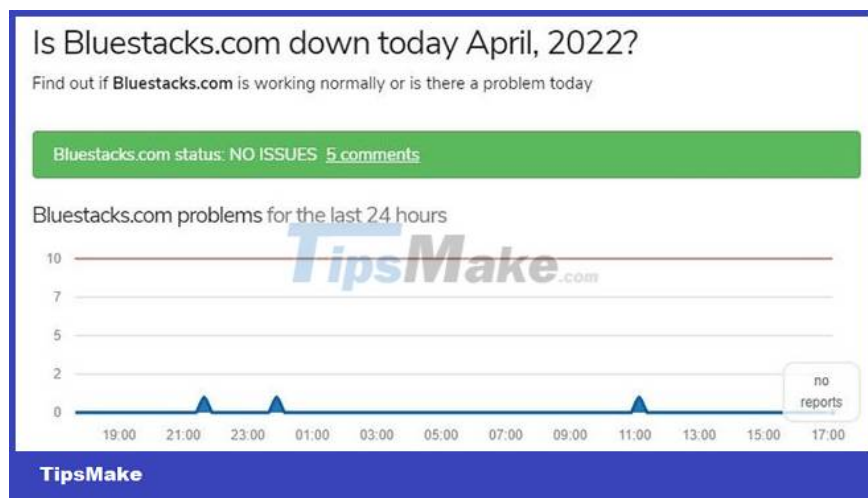 Is Bluestacks.com down today April, 2022?
Find out if Bluestacks.com is working normally or is there a problem today
Bluestacks.com status: NO ISSUES 5 comments
Bluestacks.com problems for the last 24 hours
TipsMake.com
10
7
5
2
0
no
reports
19:00 21:00 23:00 01:00 03:00 05:00 07:00 09:00 11:00 13:00 15:00 17:00
TipsMake